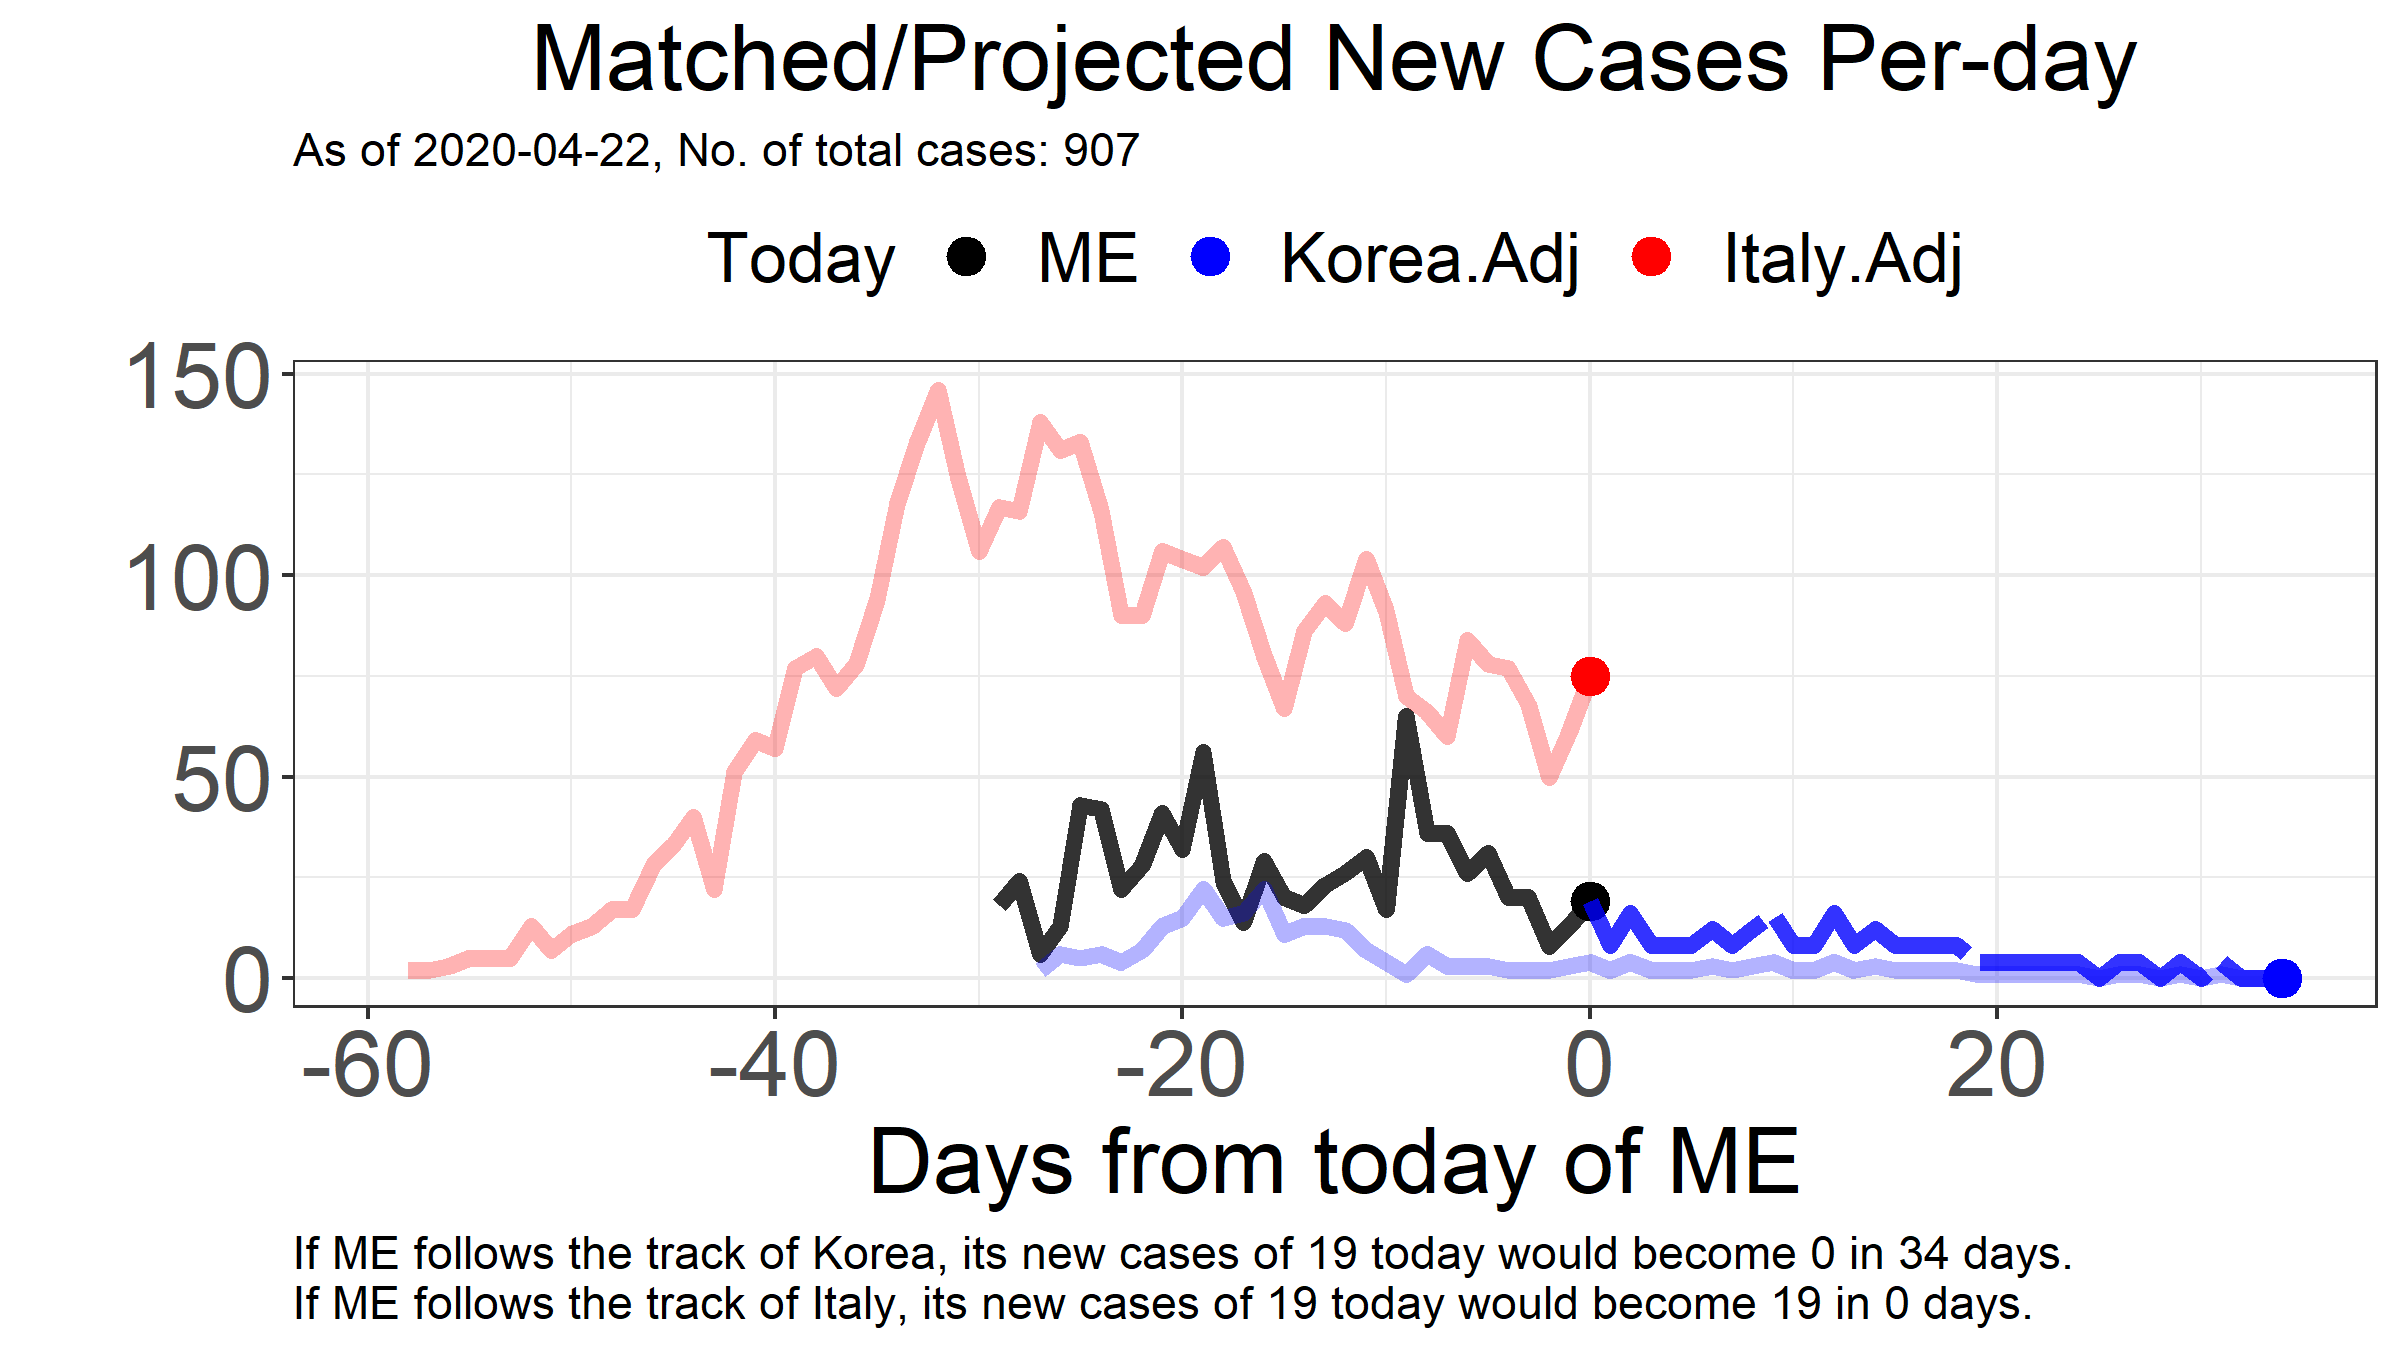 Matched/Projected New Cases Per-day
As of 2020-04-22, No. of total cases: 907
Today ME Korea.Adj Italy.Adj
150
100
50
0
-60 -40 -20 0 20
Days from today of ME
If ME follows the track of Korea, its new cases of 19 today would become 0 in 34 days.
If ME follows the track of Italy, its new cases of 19 today would become 19 in 0 days.